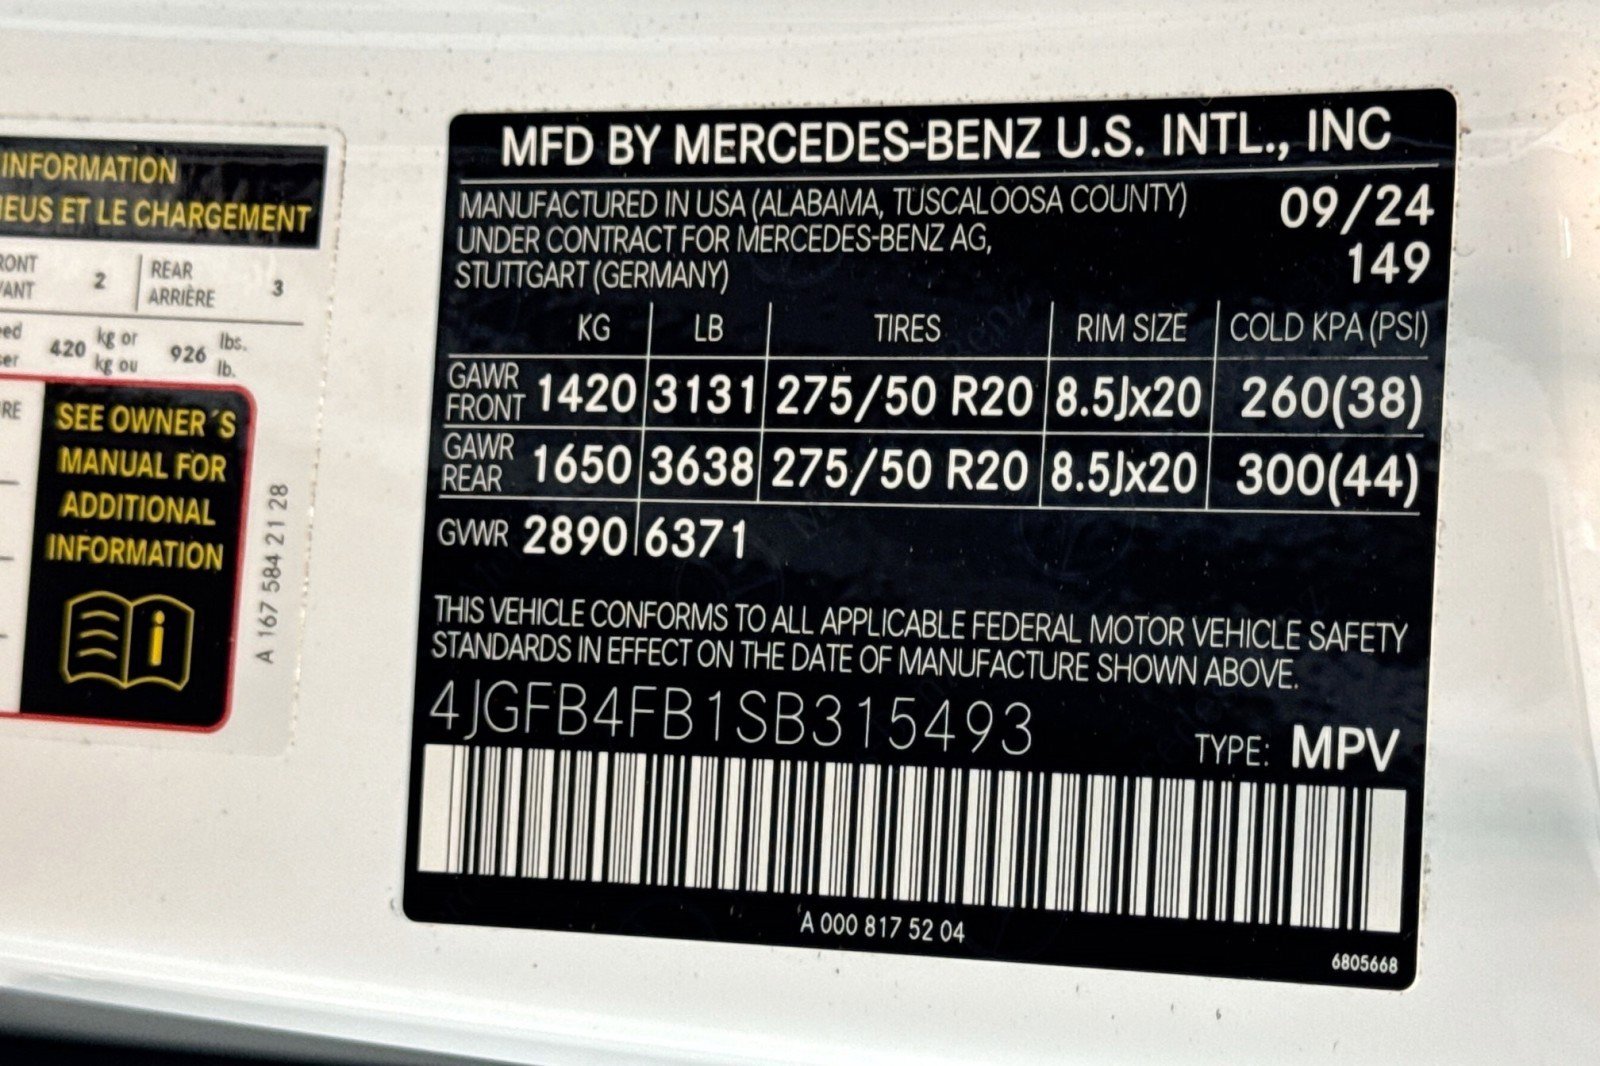 INFORMATION
ET LE CHARGEMENT
2 REAR 3
ARRIÈRE
420 kg or 926 lbs.
kg ou lb.
SEE OWNER´S
MANUAL FOR
ADDITIONAL
INFORMATION
i
A 167 584 21 28
MFD BY MERCEDES-BENZ U.S. INTL., INC
MANUFACTURED IN USA (ALABAMA, TUSCALOOSA COUNTY) 09/24
UNDER CONTRACT FOR MERCEDES-BENZ AG, 149
STUTTGART (GERMANY)
KG LB TIRES RIM SIZE COLD KPA (PSI)
GAWR FRONT 1420 3131 275/50 R20 8.5Jx20 260(38)
GAWR REAR 1650 3638 275/50 R20 8.5Jx20 300(44)
GVWR 2890 6371
THIS VEHICLE CONFORMS TO ALL APPLICABLE FEDERAL MOTOR VEHICLE SAFETY
STANDARDS IN EFFECT ON THE DATE OF MANUFACTURE SHOWN ABOVE.
4JGFB4FB1SB315493
TYPE: MPV
A 000 817 52 04
6805668